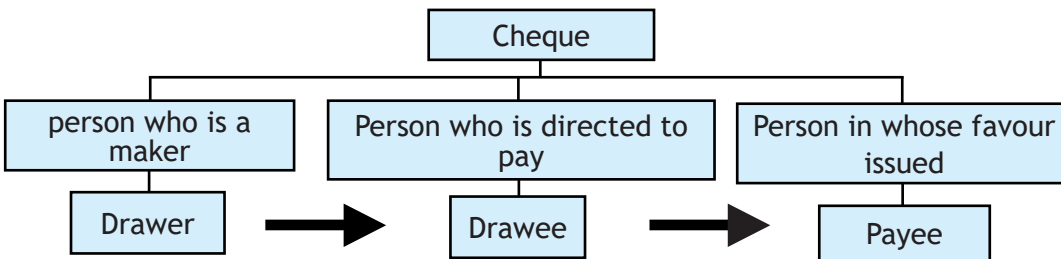 Cheque
person who is a
maker
Person who is directed to
pay
Person in whose favour
issued
Drawer
Drawee
Payee